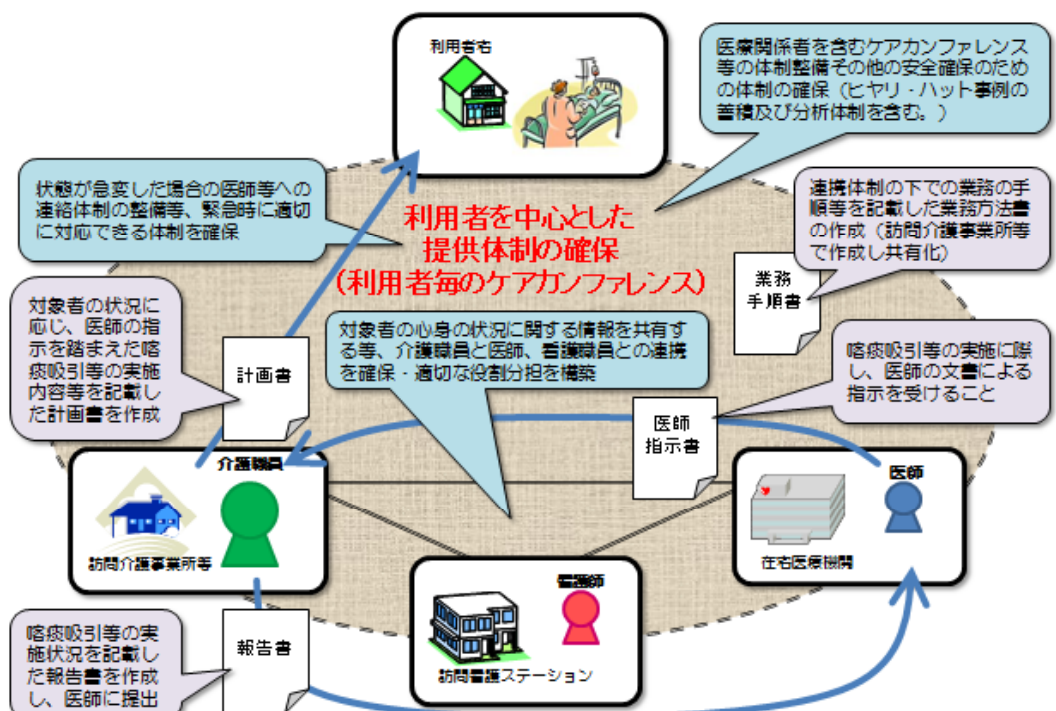 利用者宅
医療関係者を含むケアカンファレンス
等の体制整備その他の安全確保のため
の体制の確保（ヒヤリ・ハット事例の
蓄積及び分析体制を含む。）
状態が急変した場合の医師等への
連絡体制の整備等、緊急時に適切
に対応できる体制を確保
利用者を中心とした
提供体制の確保
（利用者毎のケアカンファレンス）
連携体制の下での業務の手
順等を記載した業務方法書
の作成（訪問介護事業所等
で作成し共有化）
業務
手順書
対象者の状況に
応じ、医師の指
示を踏まえた喀
痰吸引等の実施
内容等を記載し
た計画書を作成
計画書
対象者の心身の状況に関する情報を共有す
る等、介護職員と医師、看護職員との連携
を確保・適切な役割分担を構築
喀痰吸引等の実施に際
し、医師の文書による
指示を受けること
医師
指示書
介護職員
訪問介護事業所等
医師
在宅医療機関
看護師
訪問看護ステーション
喀痰吸引等の実
施状況を記載し
た報告書を作成
し、医師に提出
報告書